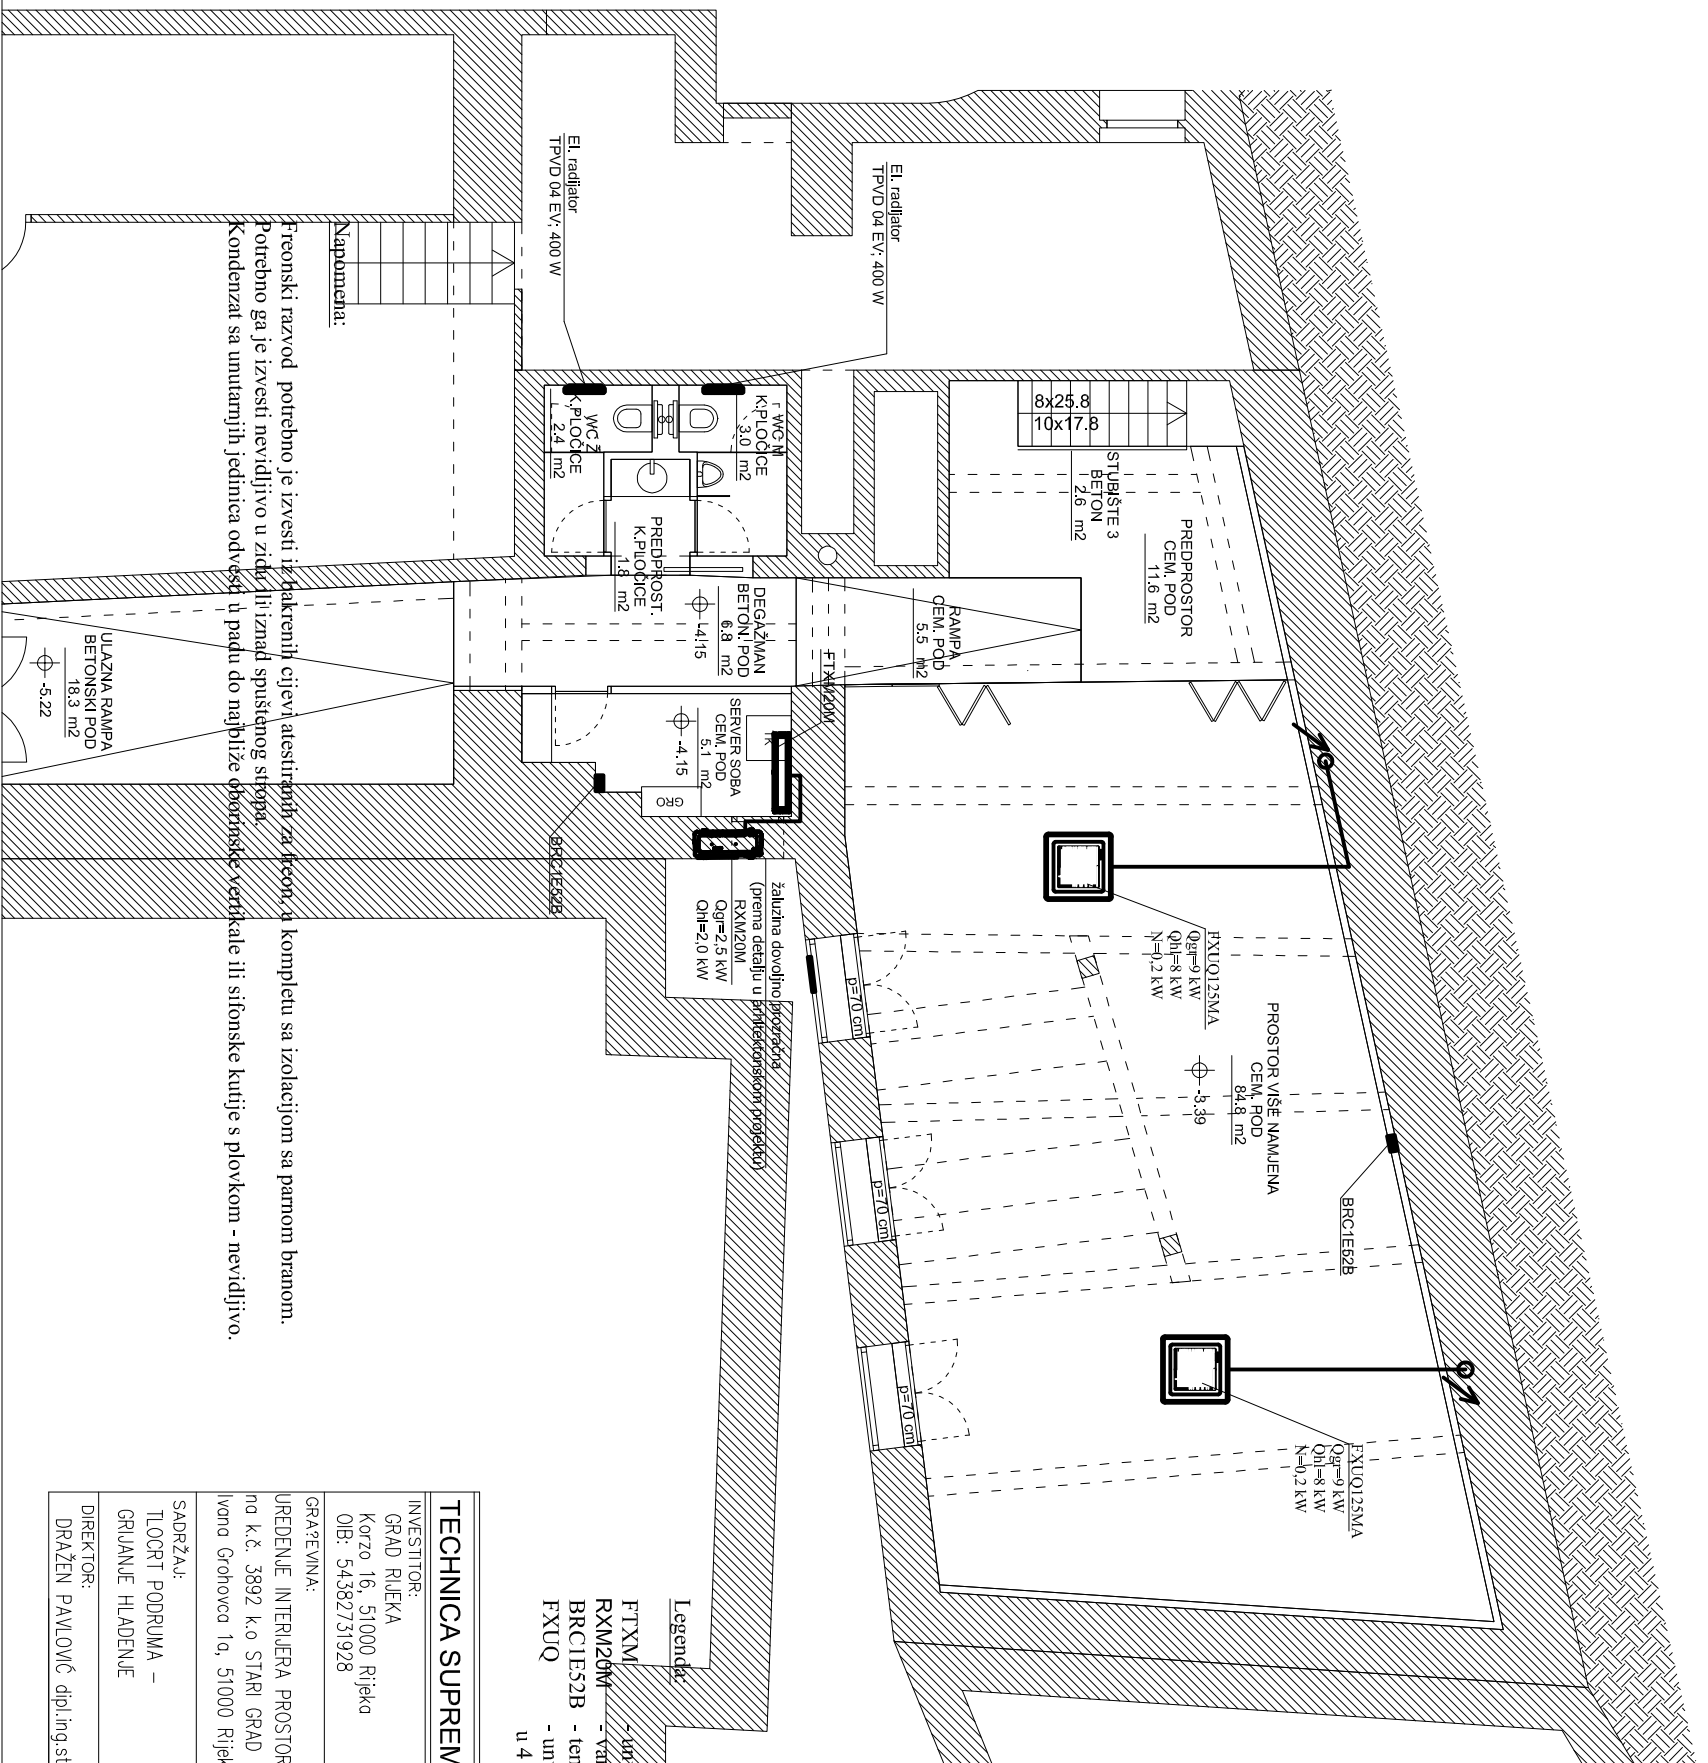 El. radijator
TPVD 04 EV; 400 W
El. radijator
TPVD 04 EV; 400 W
8x25.8
10x17.8
STUBIŠTE 3
BETON
2.6 m2
PREDPROSTOR
CEM. POD
11.6 m2
WC M
K.PLOČICE
3.0 m2
WC Ž
K.PLOČICE
2.4 m2
PREDPROST.
K.PLOČICE
1.8 m2
DEGAŽMAN
BETON. POD
6.8 m2
-4.15
RAMPA
CEM. POD
5.5 m2
FTXM20M
SERVER SOBA
CEM. POD
5.1 m2
-4.15
GRO
BRC1E52B
ULAZNA RAMPA
BETONSKI POD
18.3 m2
-5.22
žaluzina dovoljno prozračna
(prema detalju u arhitektonskom projektu)
RXM20M
Qgr=2,5 kW
Qhl=2,0 kW
FXUQ125MA
Qgr=9 kW
Qhl=8 kW
N=0,2 kW
PROSTOR VIŠE NAMJENA
CEM. POD
84.8 m2
-3.39
BRC1E52B
p=70 cm
p=70 cm
p=70 cm
FXUQ125MA
Qgr=9 kW
Qhl=8 kW
N=0,2 kW
Napomena:
Freonski razvod potrebno je izvesti iz bakrenih cijevi atestiranih za freon, u kompletu sa izolacijom sa parnom branom.
Potrebno ga je izvesti nevidljivo u zidu ili iznad spuštenog stropa.
Kondenzat sa unutarnjih jedinica odvesti u padu do najbliže oborinske vertikale ili sifonske kutije s plovkom - nevidljivo.
Legenda:
FTXM
RXM20M
BRC1E52B
FXUQ
u 4
TECHNICA SUPREM
INVESTITOR:
GRAD RIJEKA
Korzo 16, 51000 Rijeka
OIB: 54382731928
GRA?EVINA:
UREĐENJE INTERIJERA PROSTOR
na k.č. 3892 k.o STARI GRAD
Ivana Grohovca 1a, 51000 Rijek
SADRŽAJ:
TLOCRT PODRUMA –
GRIJANJE HLAĐENJE
DIREKTOR:
DRAŽEN PAVLOVIĆ dipl.ing.st